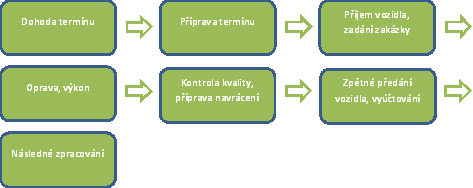 Dohoda termínu
Příprava termínu
Příjem vozidla,
zadání zakázky
Oprava, výkon
Kontrola kvality,
příprava navrácení
Zpětné předání
vozidla, vyúčtování
Následné zpracování